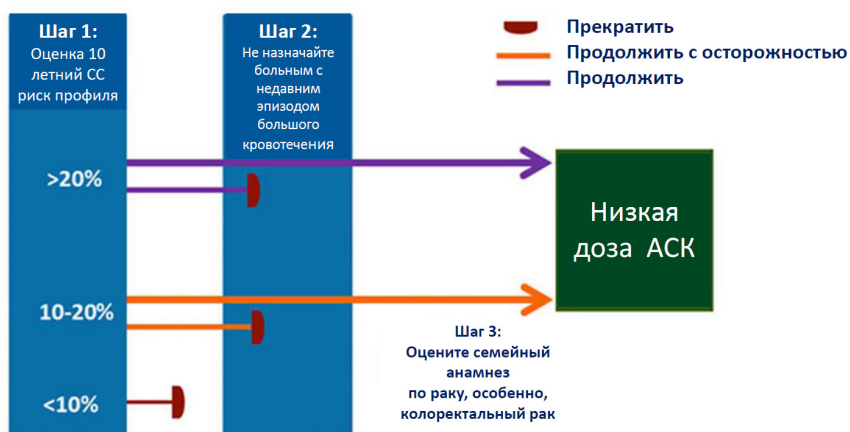 Шаг 1:
Оценка 10
летний СС
риск профиля
Шаг 2:
Не назначайте
больным с
недавним
эпизодом
большого
кровотечения
Прекратить
Продолжить с осторожностью
Продолжить
>20%
10-20%
<10%
Низкая
доза АСК
Шаг 3:
Оцените семейный
анамнез
по раку, особенно,
колоректальный рак